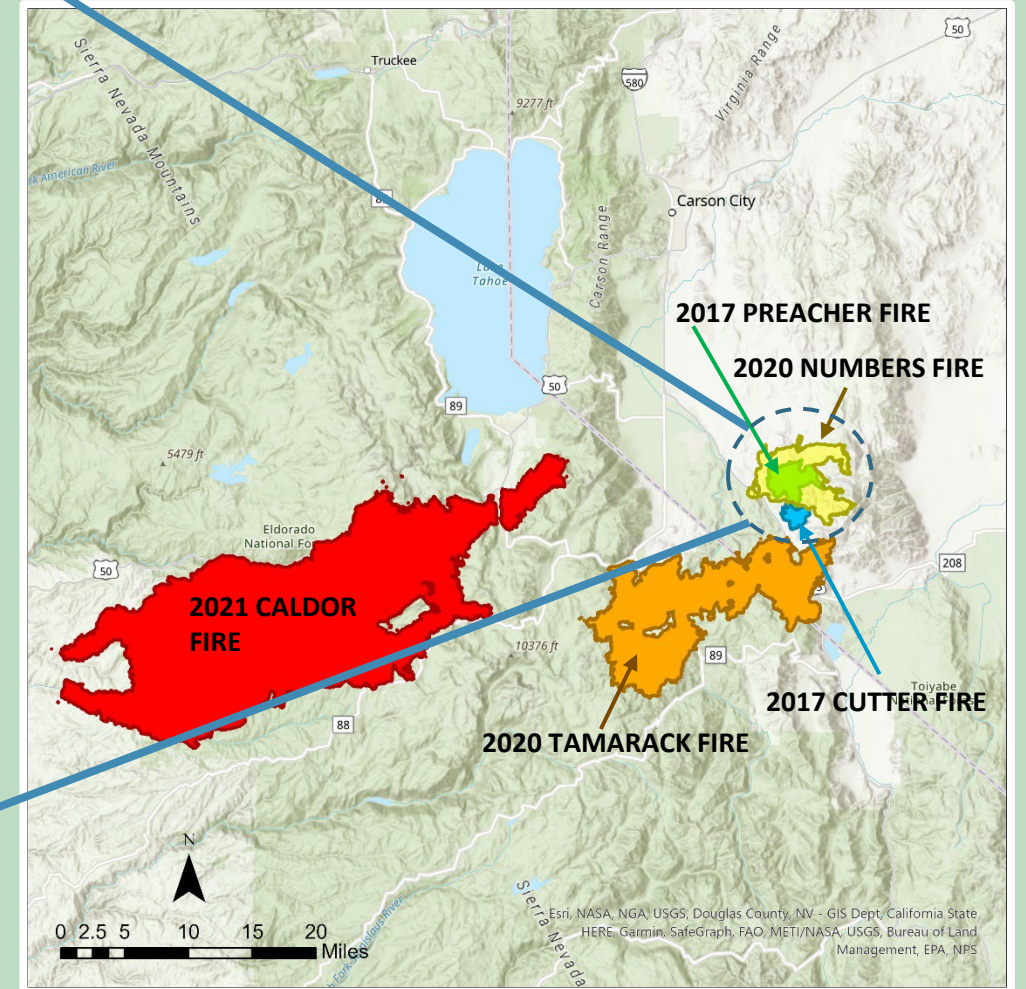 50
Truckee
580
Virginia Range
Sierra Nevada Mountains
9277 ft
rk American River
Carson City
Carson Range
Tahoe
2017 PREACHER FIRE
2020 NUMBERS FIRE
50
89
5479 ft
Eldorado
National Fo
50
208
2021 CALDOR
FIRE
10376 ft
89
Toiyabe
2017 CUTTER FIRE
88
2020 TAMARACK FIRE
N
Sierra Nevada
0 2.5 5 10 15 20
Miles
Esri, NASA, NGA, USGS, Douglas County, NV - GIS Dept, California State
HERE, Garmin, SafeGraph, FAO, METI/NASA, USGS, Bureau of Land
Management, EPA, NPS